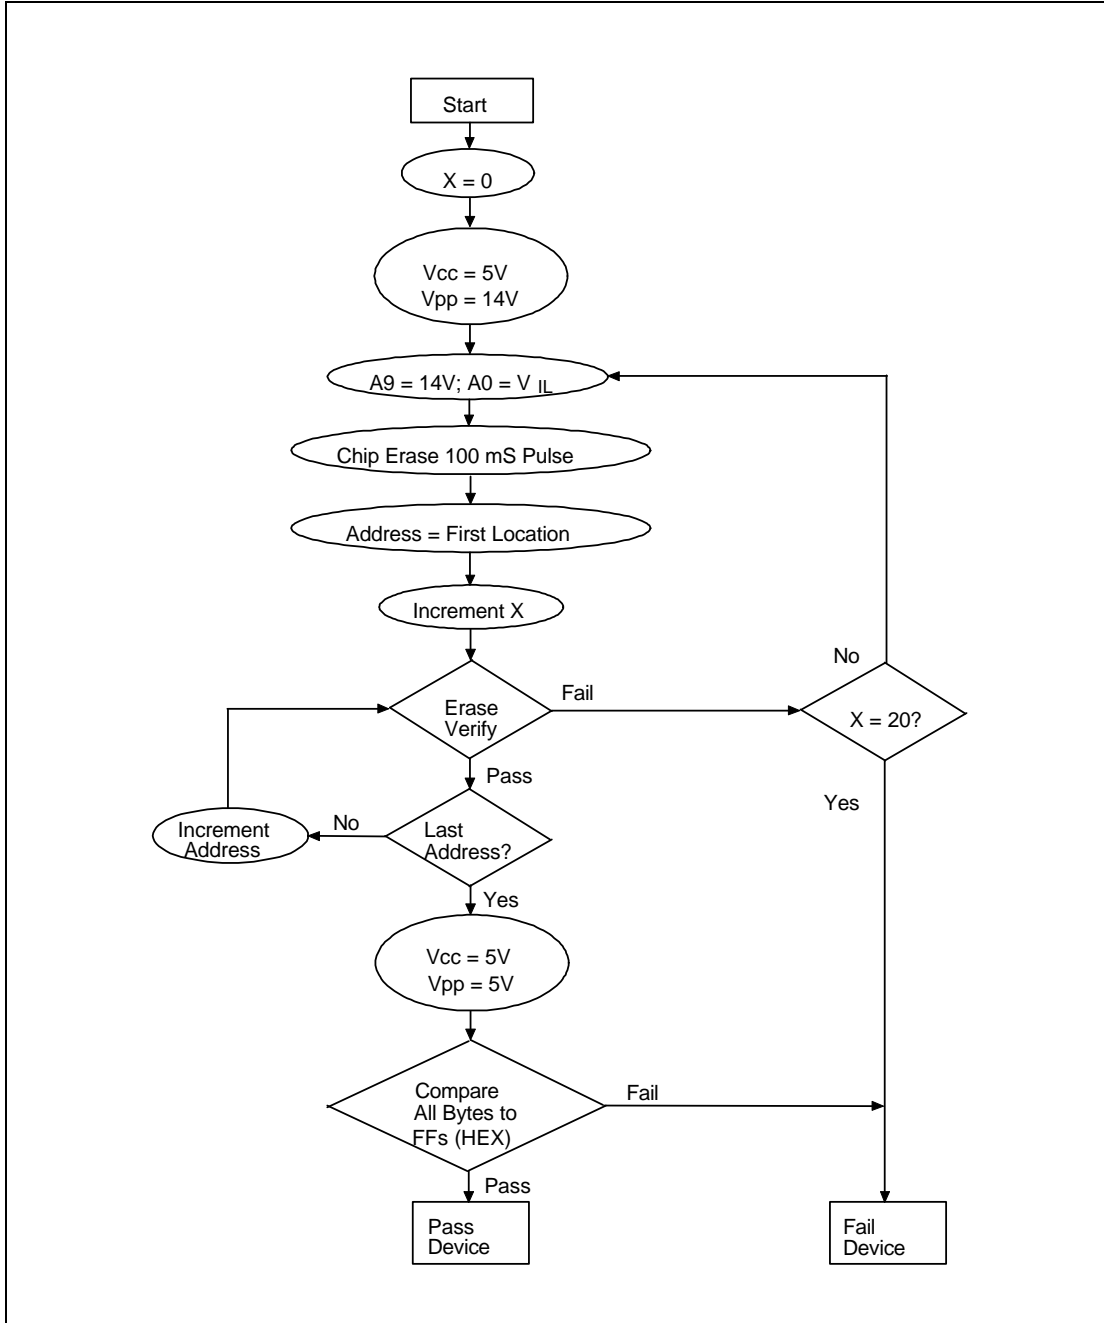 Start
X = 0
Vcc = 5V
Vpp = 14V
A9 = 14V; A0 = V IL
Chip Erase 100 mS Pulse
Address = First Location
Increment X
Erase
Verify
Fail
No
X = 20?
Yes
Pass
Last
Address?
No
Increment
Address
Yes
Vcc = 5V
Vpp = 5V
Compare
All Bytes to
FFs (HEX)
Fail
Pass
Pass
Device
Fail
Device